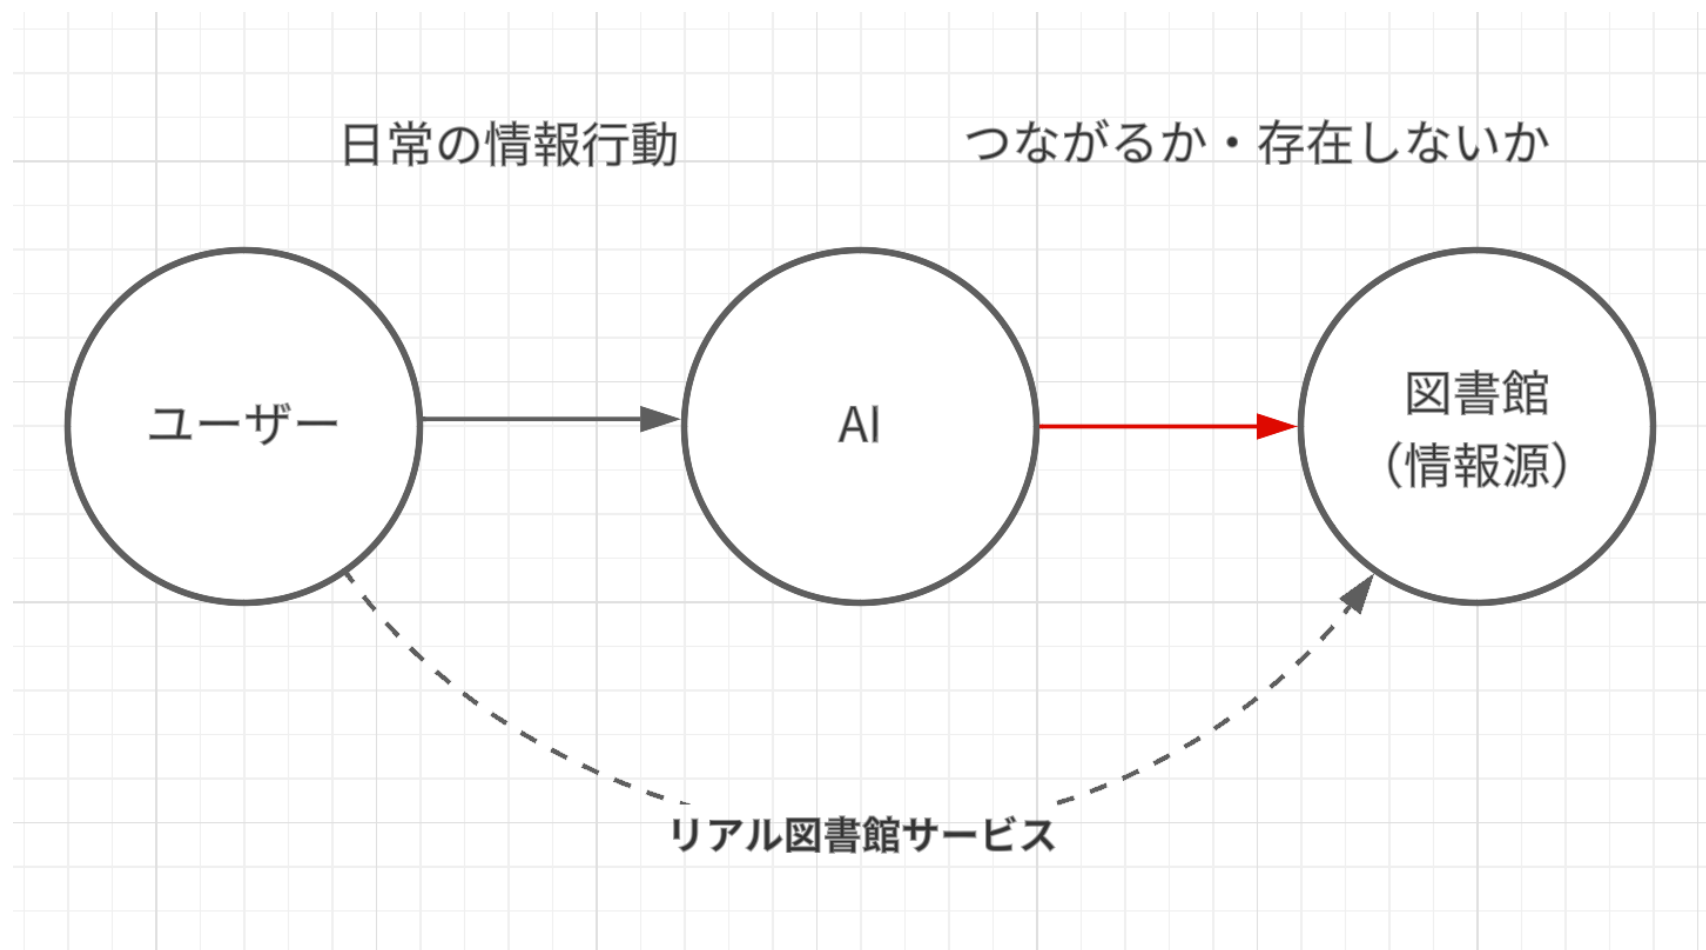 日常の情報行動
つながるか・存在しないか
ユーザー
AI
図書館
（情報源）
リアル図書館サービス